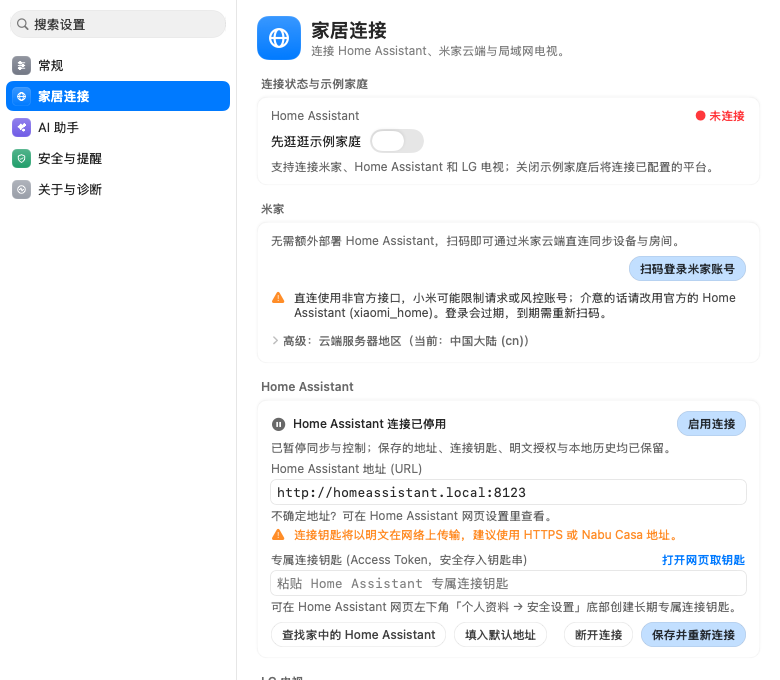 搜索设置
常规
家居连接
AI 助手
安全与提醒
关于与诊断
家居连接
连接 Home Assistant、米家云端与局域网电视。
连接状态与示例家庭
Home Assistant
未连接
先逛逛示例家庭
支持连接米家、Home Assistant 和 LG 电视；关闭示例家庭后将连接已配置的平台。
米家
无需额外部署 Home Assistant，扫码即可通过米家云端直连同步设备与房间。
扫码登录米家账号
直连使用非官方接口，小米可能限制请求或风控账号；介意的话请改用官方的 Home
Assistant (xiaomi_home)。登录会过期，到期需重新扫码。
高级：云端服务器地区（当前：中国大陆 (cn)）
Home Assistant
Home Assistant 连接已停用
启用连接
已暂停同步与控制；保存的地址、连接钥匙、明文授权与本地历史均已保留。
Home Assistant 地址 (URL)
http://homeassistant.local:8123
不确定地址？可在 Home Assistant 网页设置里查看。
连接钥匙将以明文在网络上传输，建议使用 HTTPS 或 Nabu Casa 地址。
专属连接钥匙 (Access Token，安全存入钥匙串)
打开网页取钥匙
粘贴 Home Assistant 专属连接钥匙
可在 Home Assistant 网页左下角「个人资料 → 安全设置」底部创建长期专属连接钥匙。
查找家中的 Home Assistant
填入默认地址
断开连接
保存并重新连接
LG 电视